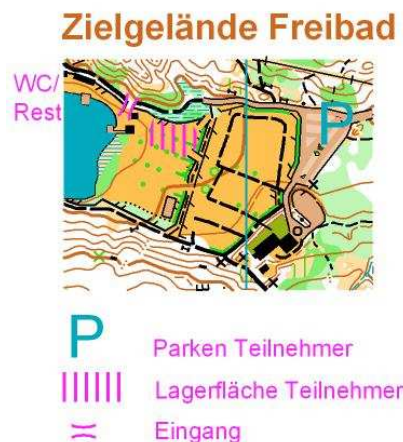 Zielgelände Freibad
WC/
Rest
P
P Parken Teilnehmer
Lagerfläche Teilnehmer
Eingang